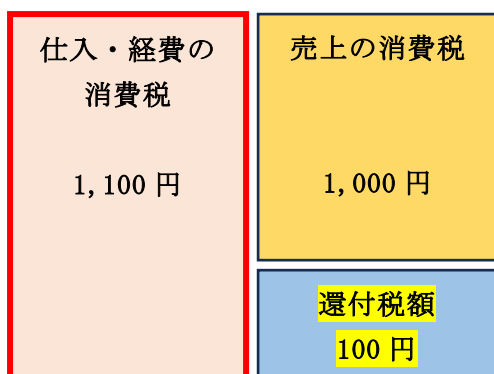 仕入・経費の
消費税
1,100 円
売上の消費税
1,000 円
還付税額
100 円